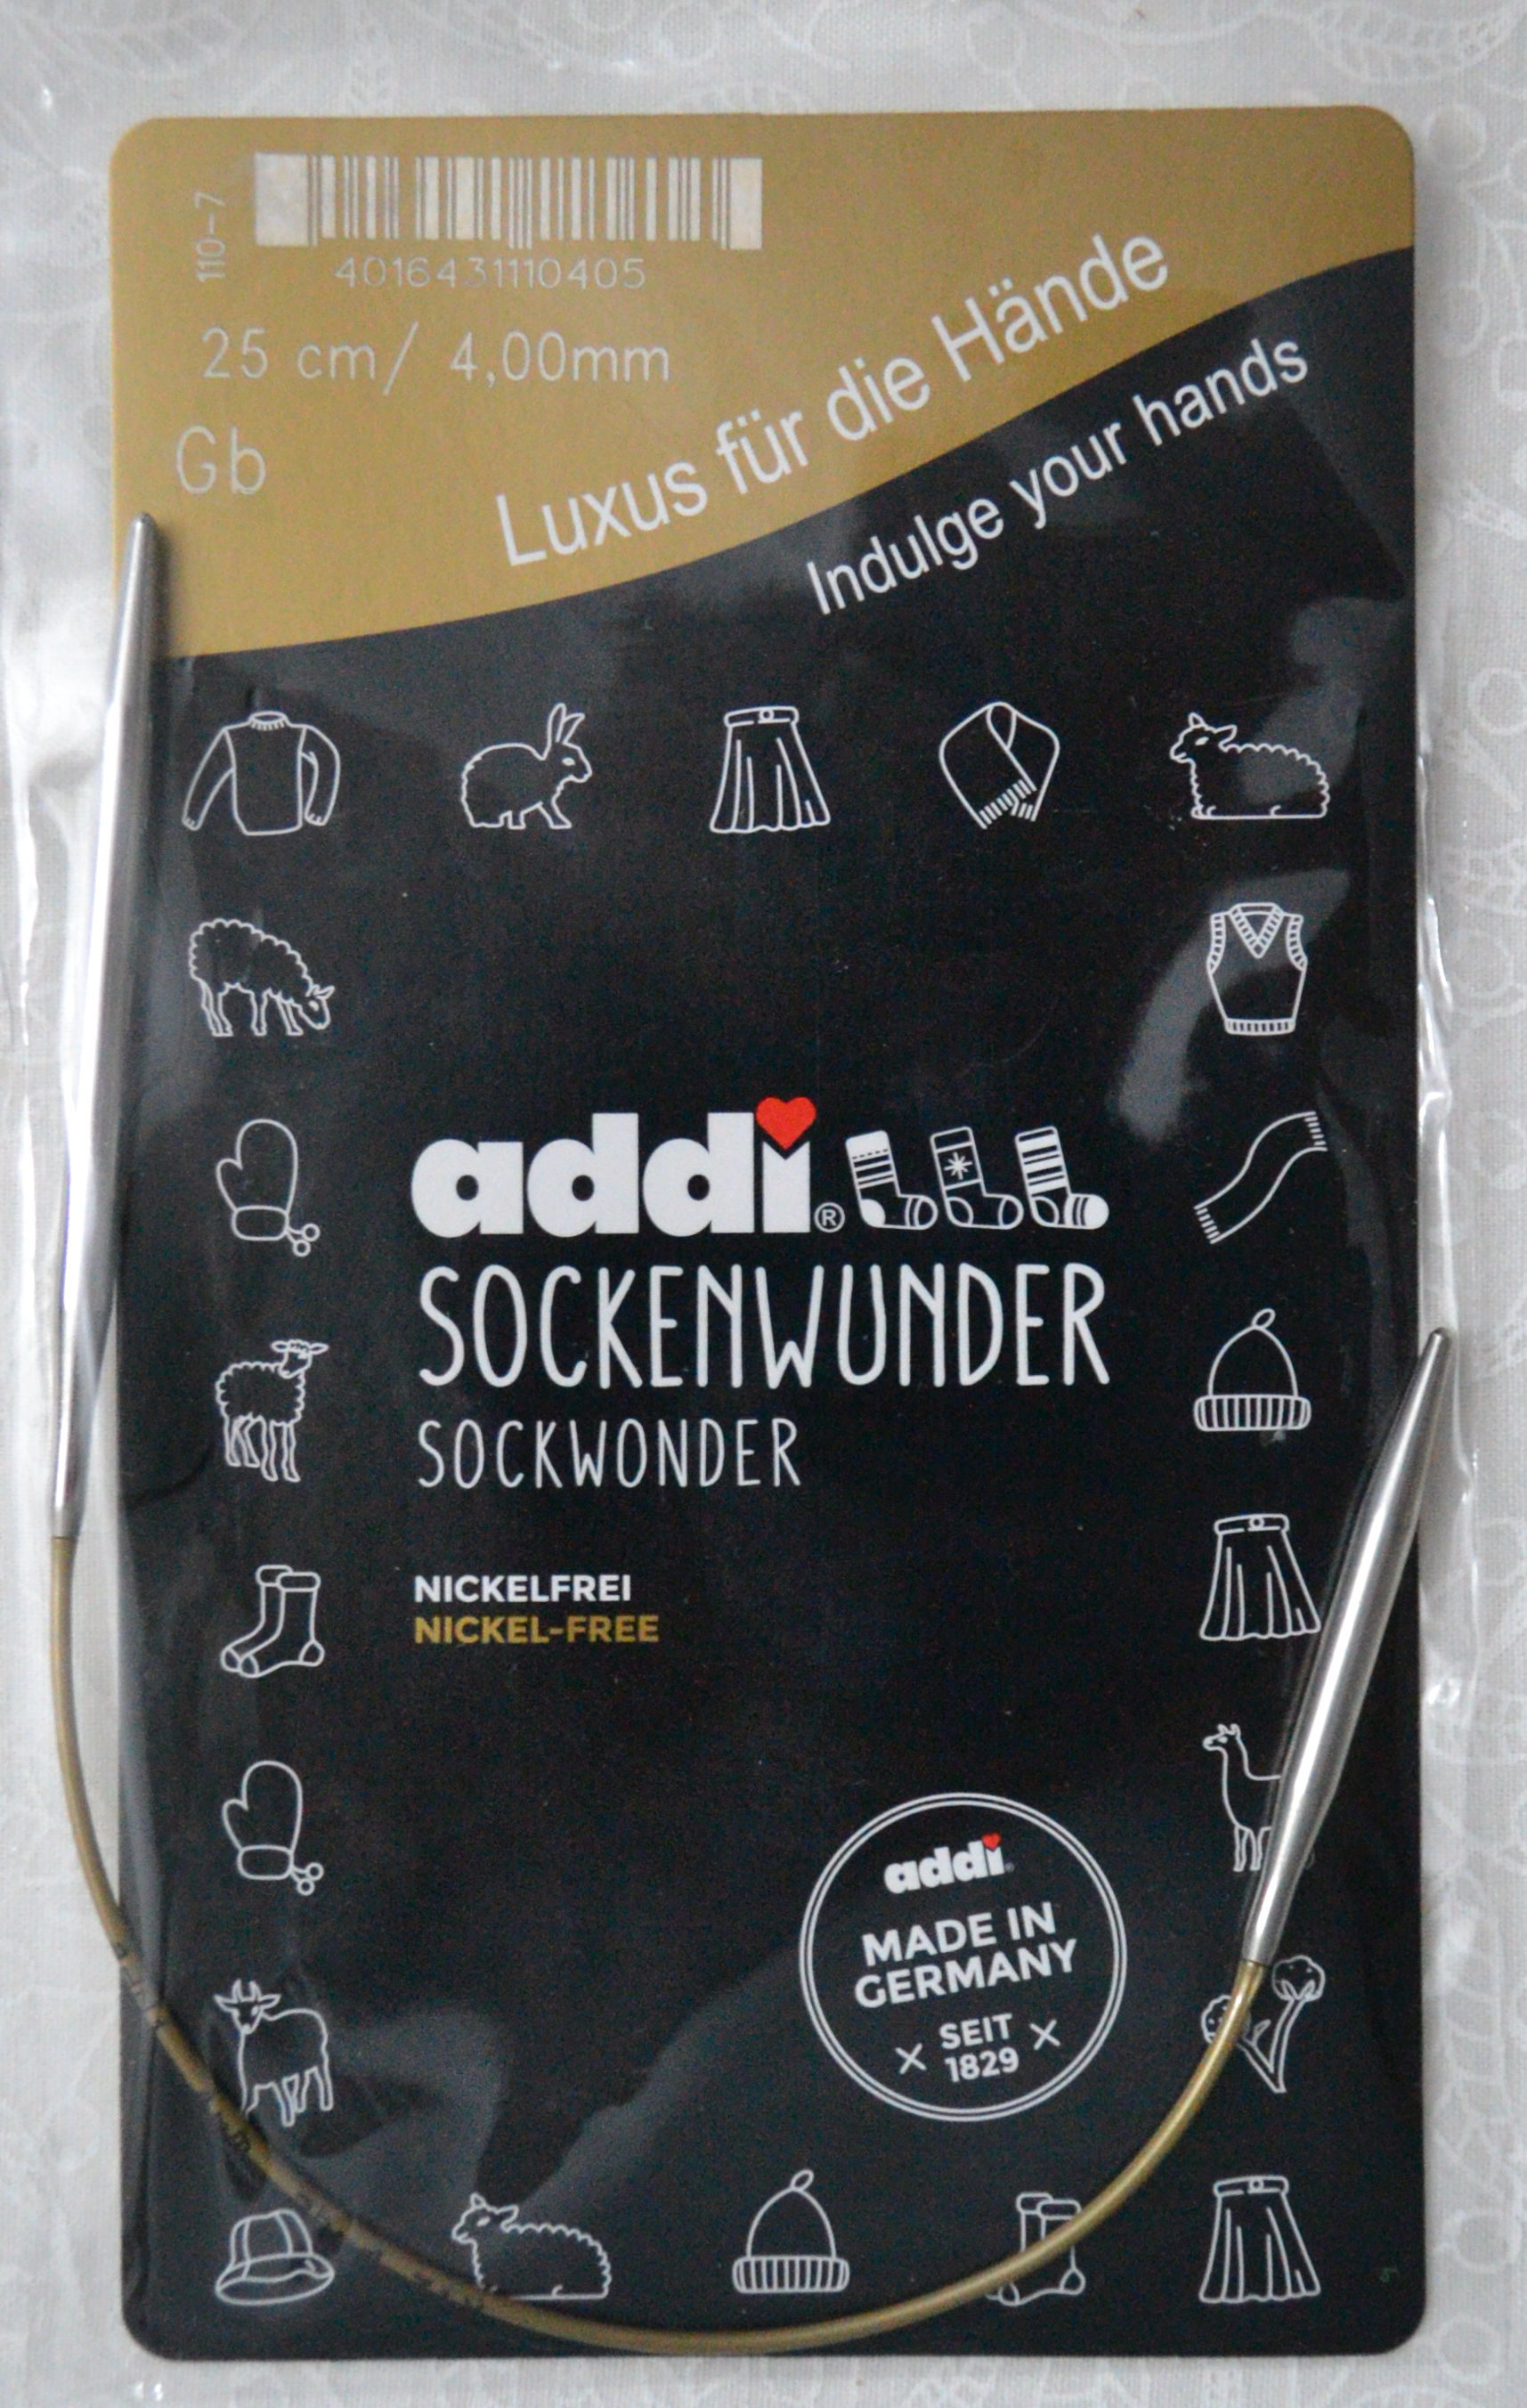 110-7
4016431110405
25 cm/ 4,00mm
Gb
Luxus für die Hände
Indulge your hands
addi®
SOCKENWUNDER
SOCKWONDER
NICKELFREI
NICKEL-FREE
addi
MADE IN
GERMANY
SEIT
1829